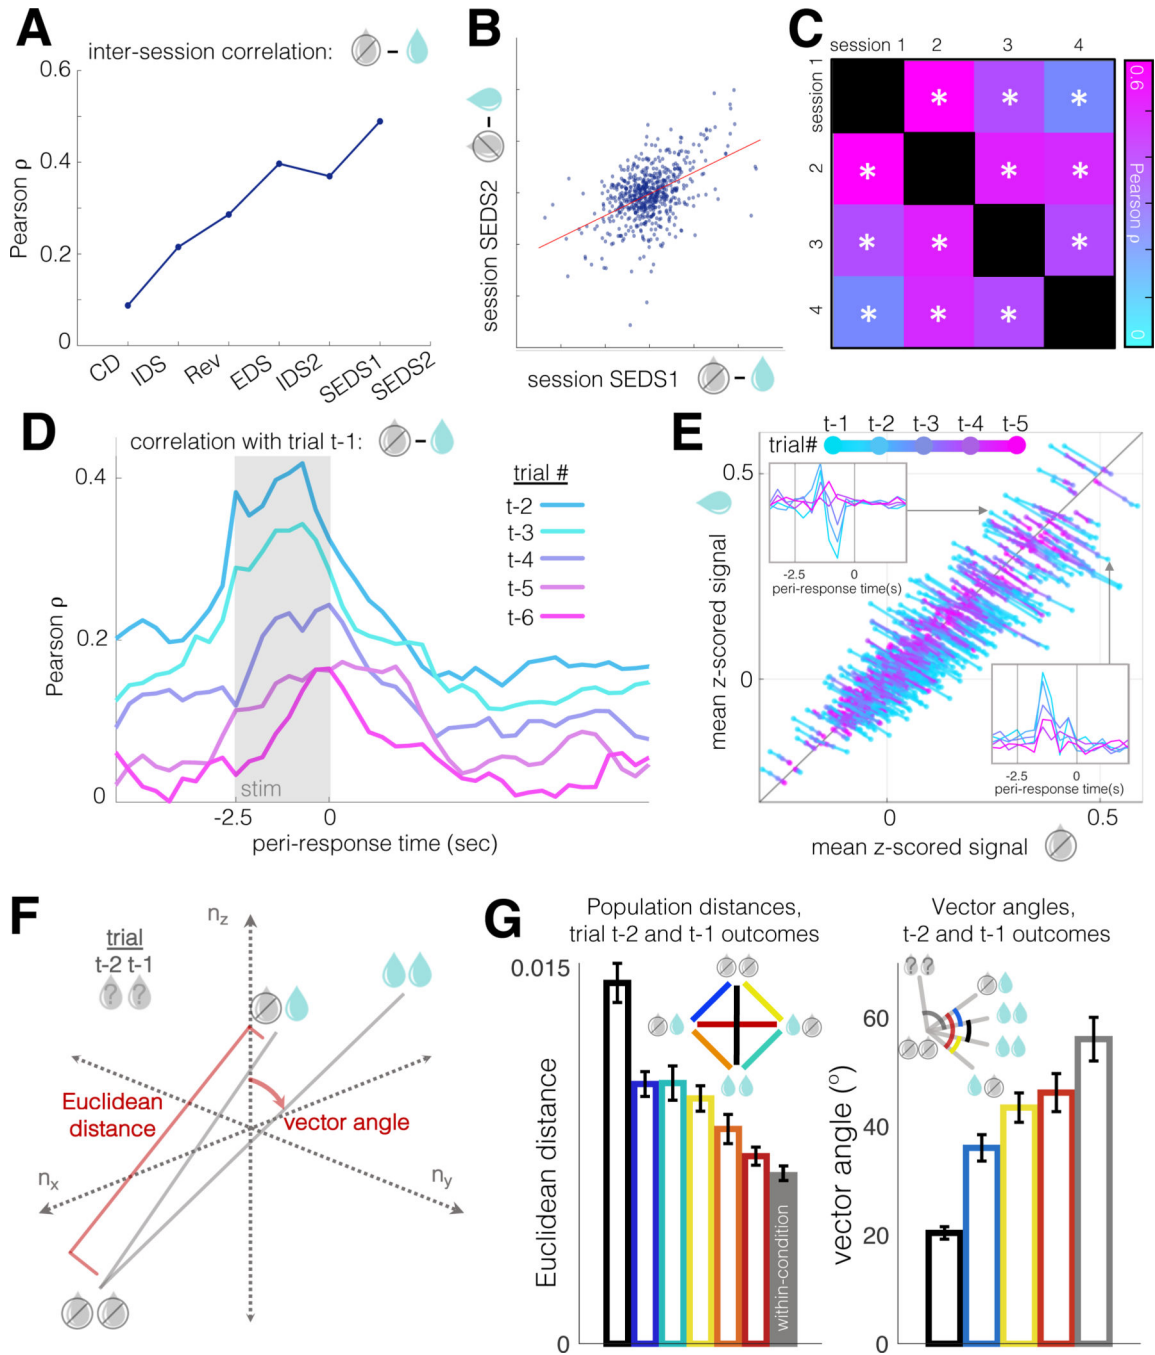 A
inter-session correlation: -
0.6
0.4
0.2
0
Pearson ρ
CD
IDS
Rev
EDS
IDS2
SEDS1
SEDS2
B
session SEDS2 -
session SEDS1 -
C
session 1 2 3 4
session 1
2
3
4
* * *
* * *
* * *
* * *
0.6
Pearson ρ
0
D
correlation with trial t-1: -
0.4
0.2
0
Pearson ρ
trial #
t-2
t-3
t-4
t-5
t-6
stim
-2.5 0
peri-response time (sec)
E
t-1 t-2 t-3 t-4 t-5
trial#
0.5
0
mean z-scored signal
-2.5 0
peri-response time(s)
-2.5 0
peri-response time(s)
0 0.5
mean z-scored signal
F
trial
t-2 t-1
? ?
nz
nx
ny
Euclidean
distance
vector angle
G
Population distances,
trial t-2 and t-1 outcomes
0.015
0
Euclidean distance
within-condition
Vector angles,
t-2 and t-1 outcomes
? ?
60
40
20
0
vector angle (º)